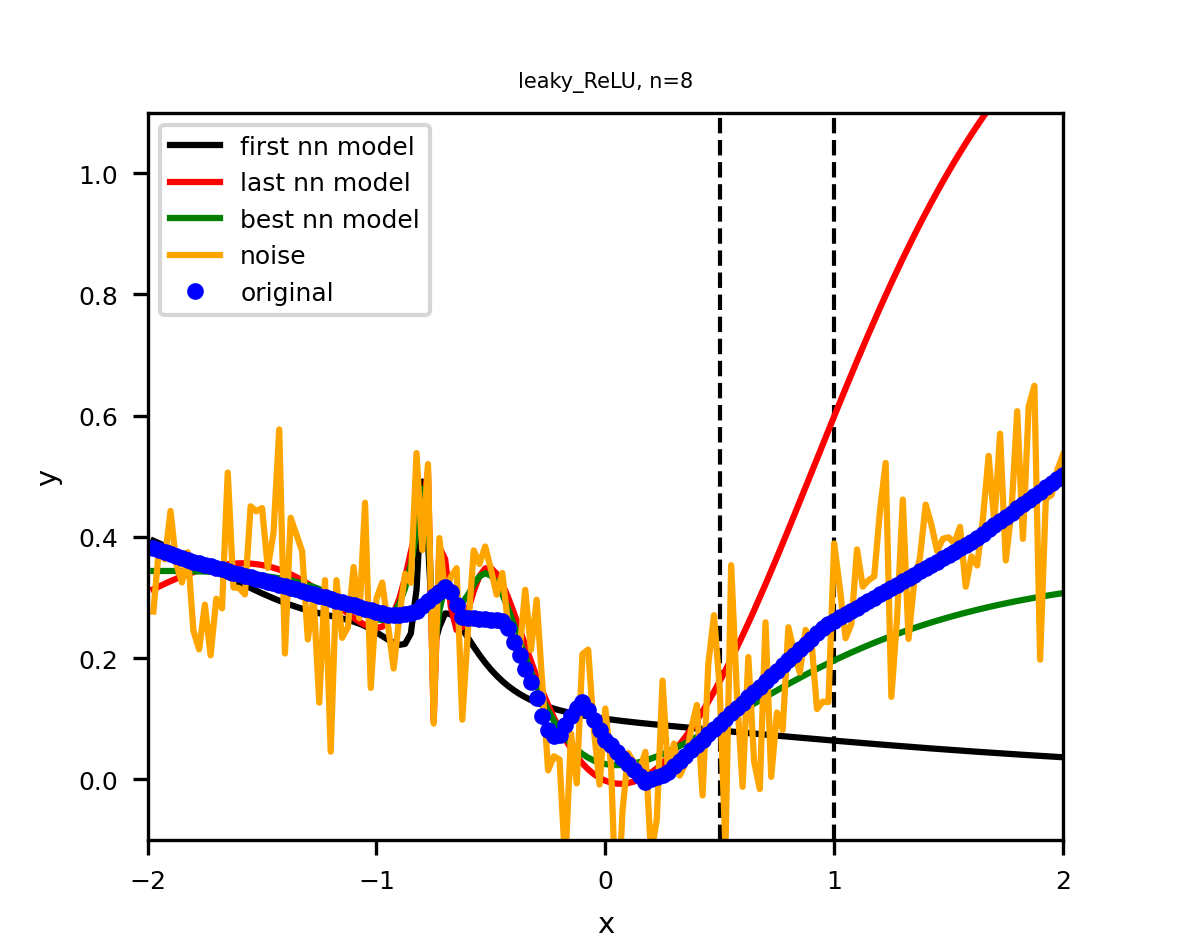 leaky_ReLU, n=8
first nn model
last nn model
best nn model
noise
original
1.0
0.8
0.6
0.4
0.2
0.0
y
−2
−1
0
1
2
x